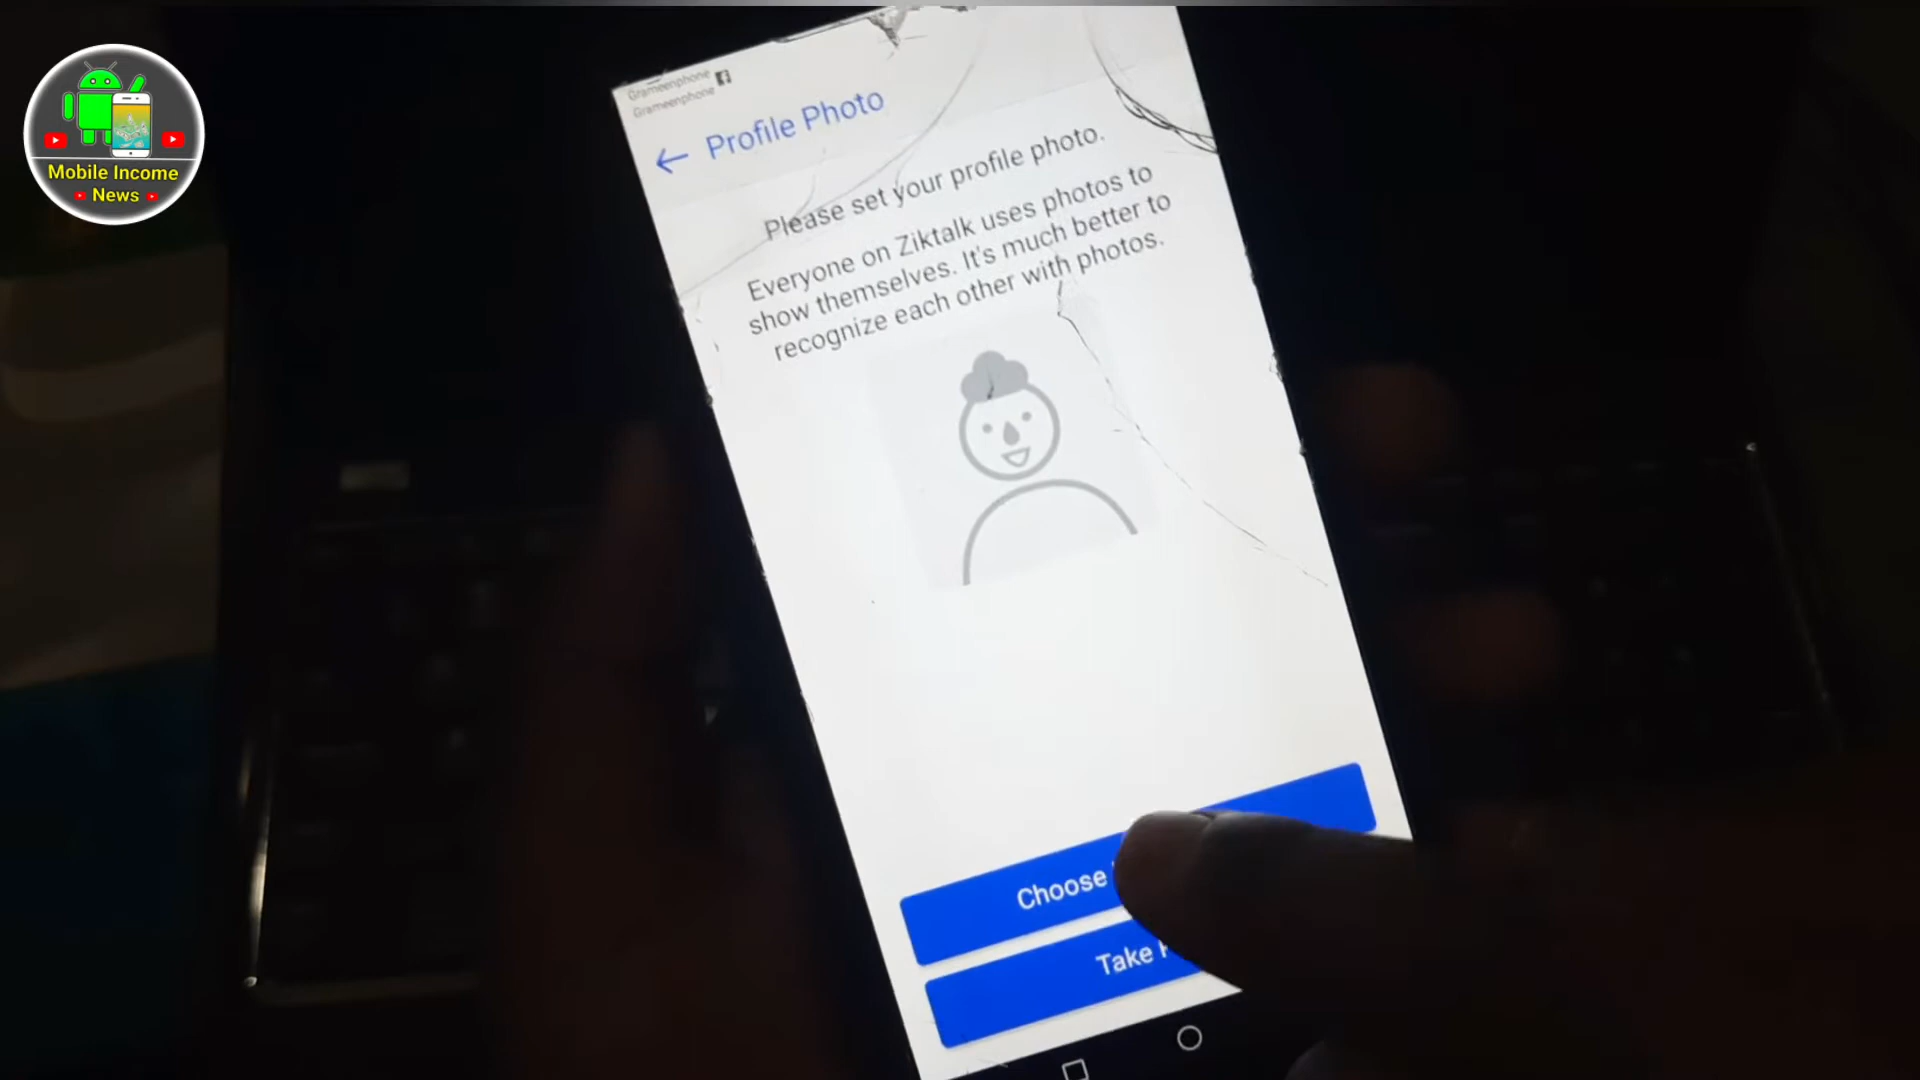 Mobile Income
News
Grameenphone
Grameenphone
Profile Photo
Please set your profile photo.
Everyone on Ziktalk uses photos to
show themselves. It's much better to
recognize each other with photos.
Choose
Take